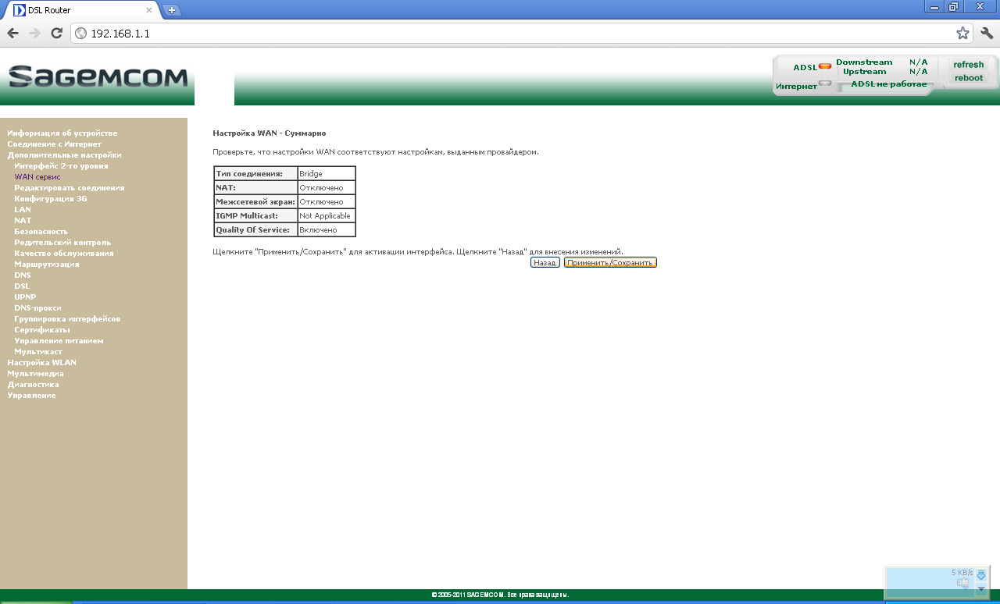 DSL Router
192.168.1.1
SAGEMCOM
ADSL
Downstream N/A
Upstream N/A
Интернет
ADSL не работае
refresh
reboot
Информация об устройстве
Соединение с Интернет
Дополнительные настройки
Интерфейс 2-го уровня
WAN сервис
Редактировать соединения
Конфигурация 3G
LAN
NAT
Безопасность
Родительский контроль
Качество обслуживания
Маршрутизация
DNS
DSL
UPNP
DNS-прокси
Группировка интерфейсов
Сертификаты
Управление питанием
Мультикаст
Настройка WLAN
Мультимедиа
Диагностика
Управление
Настройка WAN - Суммарно
Проверьте, что настройки WAN соответствуют настройкам, выданным провайдером.
Тип соединения: Bridge
NAT: Отключено
Межсетевой экран: Отключено
IGMP Multicast: Not Applicable
Quality Of Service: Включено
Щелкните "Применить/Сохранить" для активации интерфейса. Щелкните "Назад" для внесения изменений.
Назад Применить/Сохранить
5 KB/s
© 2005-2011 SAGEMCOM. Все права защищены.